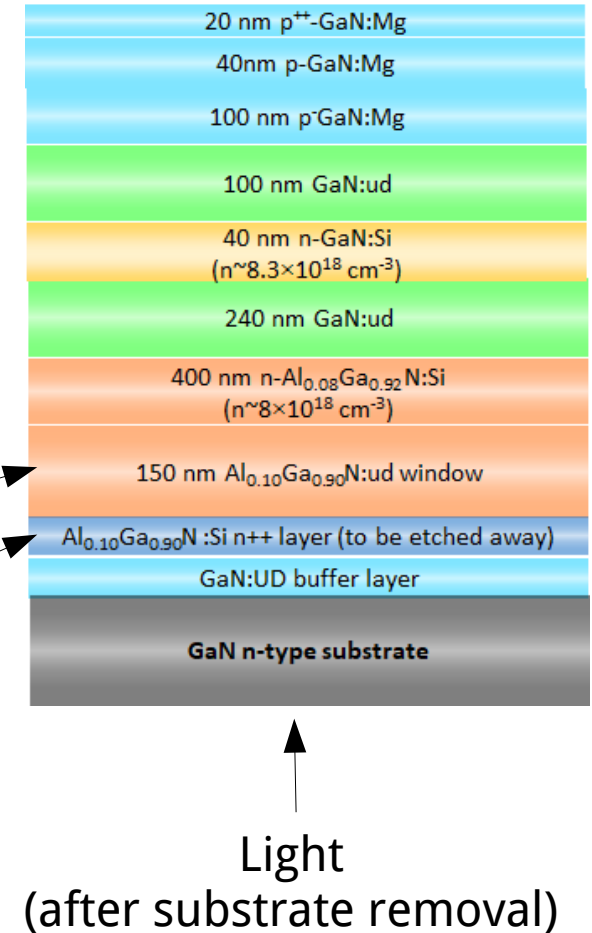 20 nm p⁺⁺-GaN:Mg
40nm p-GaN:Mg
100 nm p⁻GaN:Mg
100 nm GaN:ud
40 nm n-GaN:Si
(n~8.3×10¹⁸ cm⁻³)
240 nm GaN:ud
400 nm n-Al₀.₀₈Ga₀.₉₂N:Si
(n~8×10¹⁸ cm⁻³)
150 nm Al₀.₁₀Ga₀.₉₀N:ud window
Al₀.₁₀Ga₀.₉₀N :Si n++ layer (to be etched away)
GaN:UD buffer layer
GaN n-type substrate
Light
(after substrate removal)